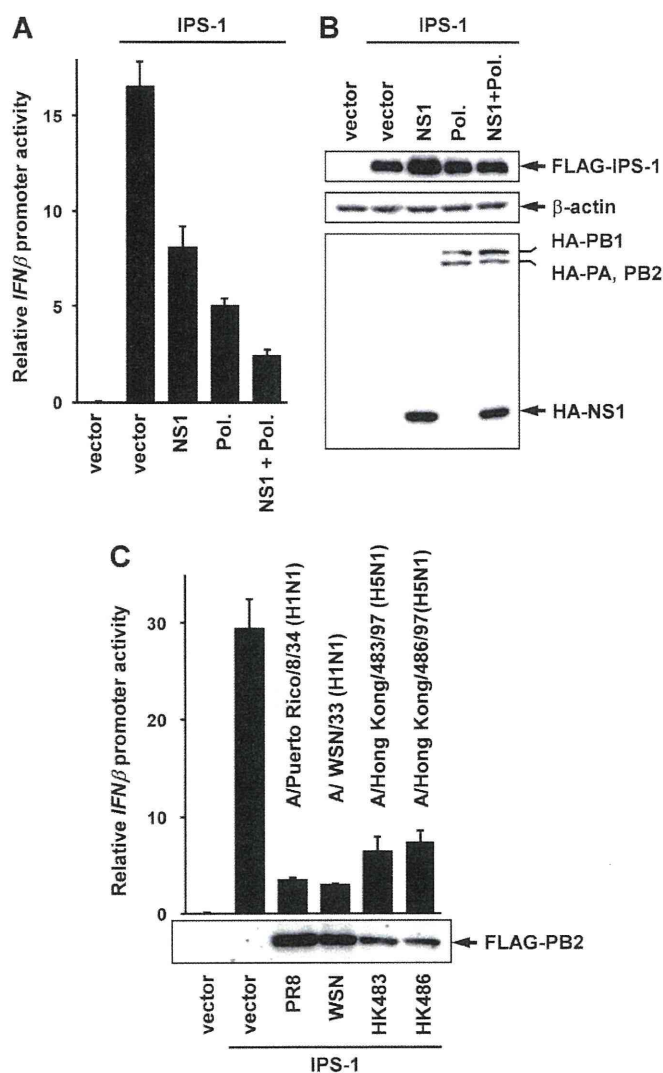 A
IPS-1
Relative IFNβ promoter activity
15
10
5
0
vector
vector
NS1
Pol.
NS1 + Pol.
B
IPS-1
vector
vector
NS1
Pol.
NS1+Pol.
FLAG-IPS-1
β-actin
HA-PB1
HA-PA, PB2
HA-NS1
C
Relative IFNβ promoter activity
30
20
10
0
A/Puerto Rico/8/34 (H1N1)
A/ WSN/33 (H1N1)
A/Hong Kong/483/97 (H5N1)
A/Hong Kong/486/97(H5N1)
FLAG-PB2
vector
vector
PR8
WSN
HK483
HK486
IPS-1